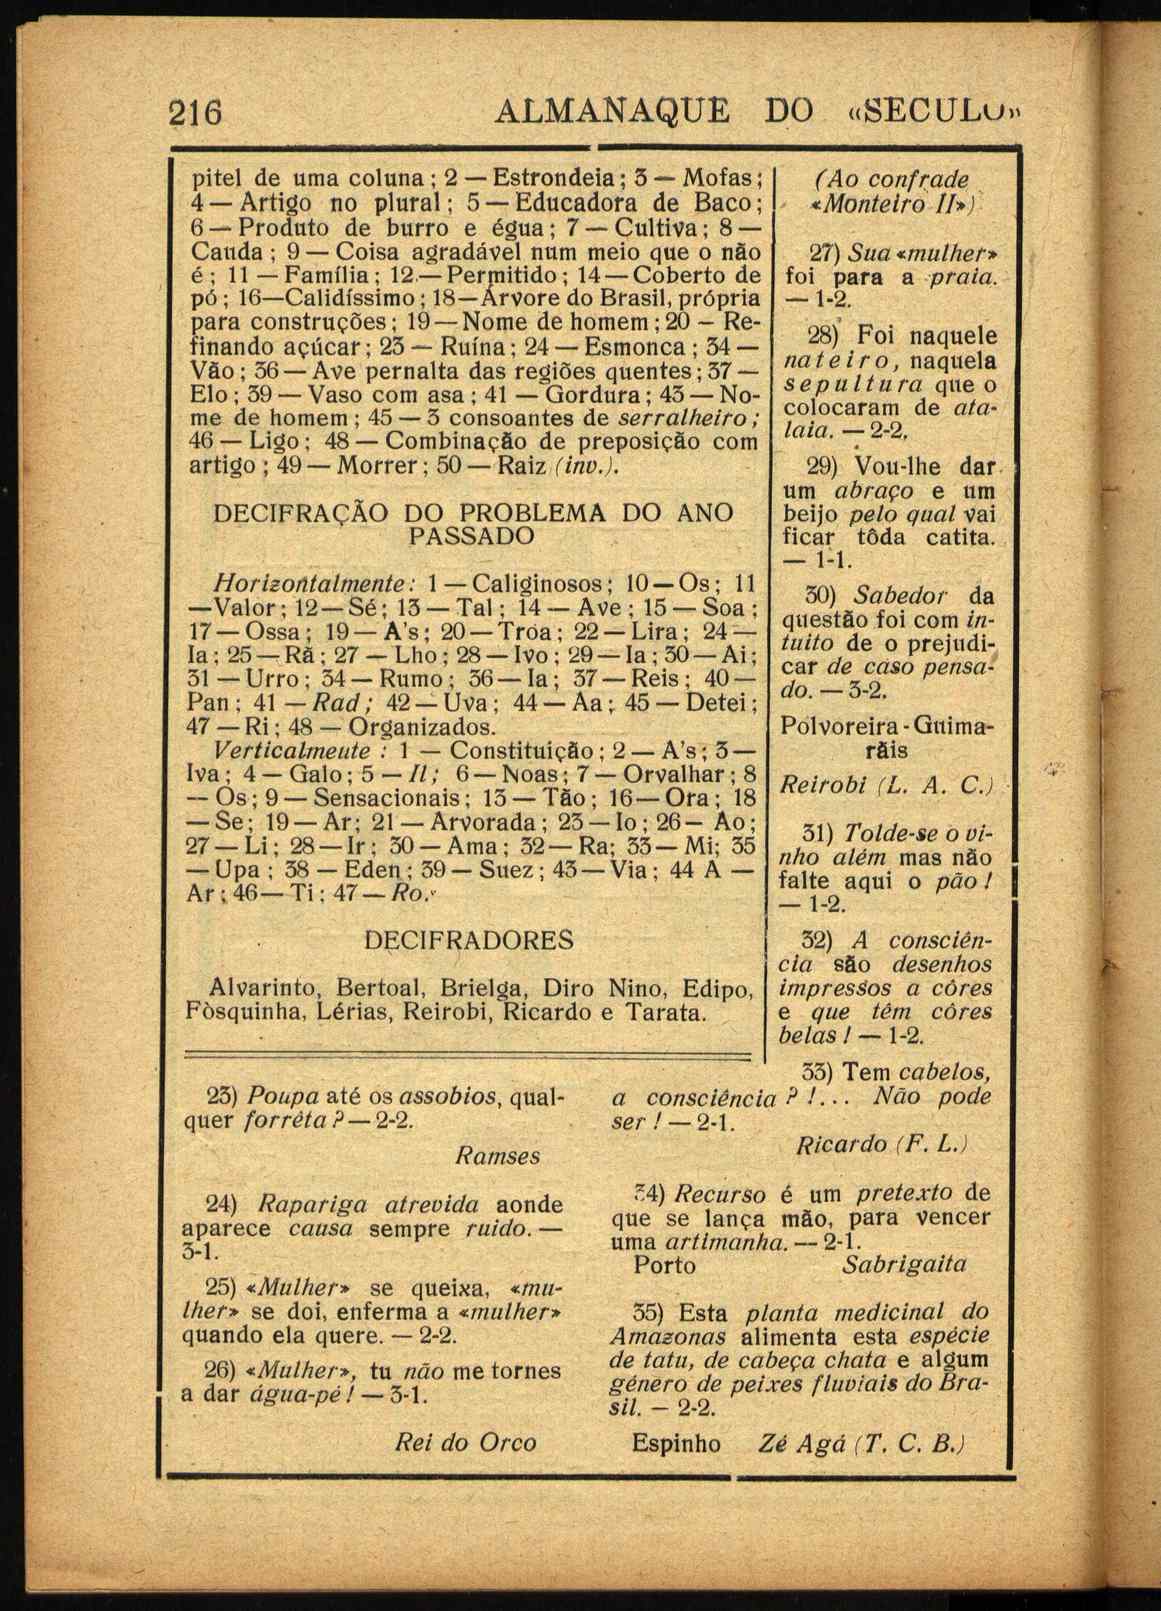 216
ALMANAQUE DO «SECULO»
pitel de uma coluna; 2 — Estrondeia; 3 — Mofas;
4 — Artigo no plural; 5 — Educadora de Baco;
6 — Produto de burro e égua; 7 — Cultiva; 8 —
Cauda; 9 — Coisa agradável num meio que o não
é; 11 — Família; 12 — Permitido; 14 — Coberto de
pó; 16—Calidíssimo; 18—Árvore do Brasil, própria
para construções; 19 — Nome de homem; 20 — Re-
finando açúcar; 23 — Ruína; 24 — Esmonca; 34 —
Vão; 36 — Ave pernalta das regiões quentes; 37 —
Elo; 39 — Vaso com asa; 41 — Gordura; 43 — No-
me de homem; 45 — 3 consoantes de serralheiro;
46 — Ligo; 48 — Combinação de preposição com
artigo; 49 — Morrer; 50 — Raiz (inv.).
DECIFRAÇÃO DO PROBLEMA DO ANO
PASSADO
Horizontalmente: 1 — Caliginosos; 10 — Os; 11
—Valor; 12—Sé; 13 — Tal; 14 — Ave; 15 — Soa;
17 — Ossa; 19 — A's; 20 — Trôa; 22 — Lira; 24 —
Ia; 25 — Rã; 27 — Lho; 28 — Ivo; 29 — Ia; 30 — Ai;
31 — Urro; 34 — Rumo; 36 — Ia; 37 — Reis; 40 —
Pan; 41 — Rad; 42 — Uva; 44 — Aa; 45 — Detei;
47 — Ri; 48 — Organizados.
Verticalmeute : 1 — Constituição; 2 — A's; 3 —
Iva; 4 — Galo; 5 — Il; 6 — Noas; 7 — Orvalhar; 8
— Os; 9 — Sensacionais; 13 — Tão; 16 — Ora; 18
— Se; 19 — Ar; 21 — Arvorada; 23 — Io; 26 — Ao;
27 — Li; 28 — Ir; 30 — Ama; 32 — Ra; 33 — Mi; 35
— Upa; 38 — Eden; 39 — Suez; 43 — Via; 44 A —
Ar; 46 — Ti; 47 — Ro.
DECIFRADORES
Alvarinto, Bertoal, Brielga, Diro Nino, Edipo,
Fòsquinha, Lérias, Reirobi, Ricardo e Tarata.
23) Poupa até os assobios, qual-
quer forrêta? — 2-2.
Ramses
24) Rapariga atrevida aonde
aparece causa sempre ruido. —
3-1.
25) «Mulher» se queixa, «mu-
lher» se doi, enferma a «mulher»
quando ela quere. — 2-2.
26) «Mulher», tu não me tornes
a dar água-pé! — 3-1.
Rei do Orco
(Ao confrade
«Monteiro II»)
27) Sua «mulher»
foi para a praia.
— 1-2.
28) Foi naquele
nateiro, naquela
sepultura que o
colocaram de ata-
laia. — 2-2.
29) Vou-lhe dar
um abraço e um
beijo pelo qual vai
ficar tôda catita.
— 1-1.
30) Sabedor da
questão foi com in-
tuito de o prejudi-
car de caso pensa-
do. — 3-2.
Polvoreira - Guima-
rãis
Reirobi (L. A. C.)
31) Tolde-se o vi-
nho além mas não
falte aqui o pão!
— 1-2.
32) A consciên-
cia são desenhos
impressos a côres
e que têm côres
belas! — 1-2.
33) Tem cabelos,
a consciência?!... Não pode
ser! — 2-1.
Ricardo (F. L.)
34) Recurso é um pretexto de
que se lança mão, para vencer
uma artimanha. — 2-1.
Porto Sabrigaita
35) Esta planta medicinal do
Amazonas alimenta esta espécie
de tatu, de cabeça chata e algum
género de peixes fluviais do Bra-
sil. — 2-2.
Espinho Zé Agá (T. C. B.)